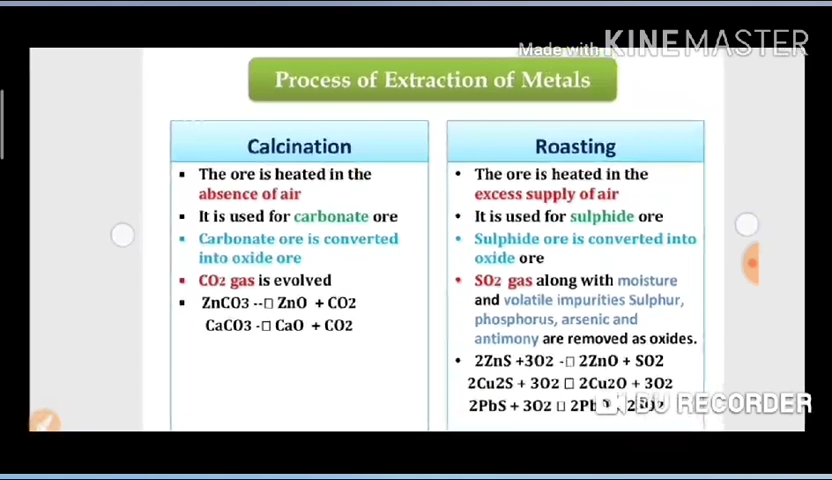 Made with KINEMASTER
Process of Extraction of Metals
Calcination
▪ The ore is heated in the
absence of air
▪ It is used for carbonate ore
▪ Carbonate ore is converted
into oxide ore
▪ CO2 gas is evolved
▪ ZnCO3 --□ ZnO + CO2
CaCO3 -□ CaO + CO2
Roasting
• The ore is heated in the
excess supply of air
• It is used for sulphide ore
• Sulphide ore is converted into
oxide ore
• SO2 gas along with moisture
and volatile impurities Sulphur,
phosphorus, arsenic and
antimony are removed as oxides.
• 2ZnS +3O2 -□ 2ZnO + SO2
2Cu2S + 3O2 □ 2Cu2O + 3O2
2PbS + 3O2 □
DU RECORDER